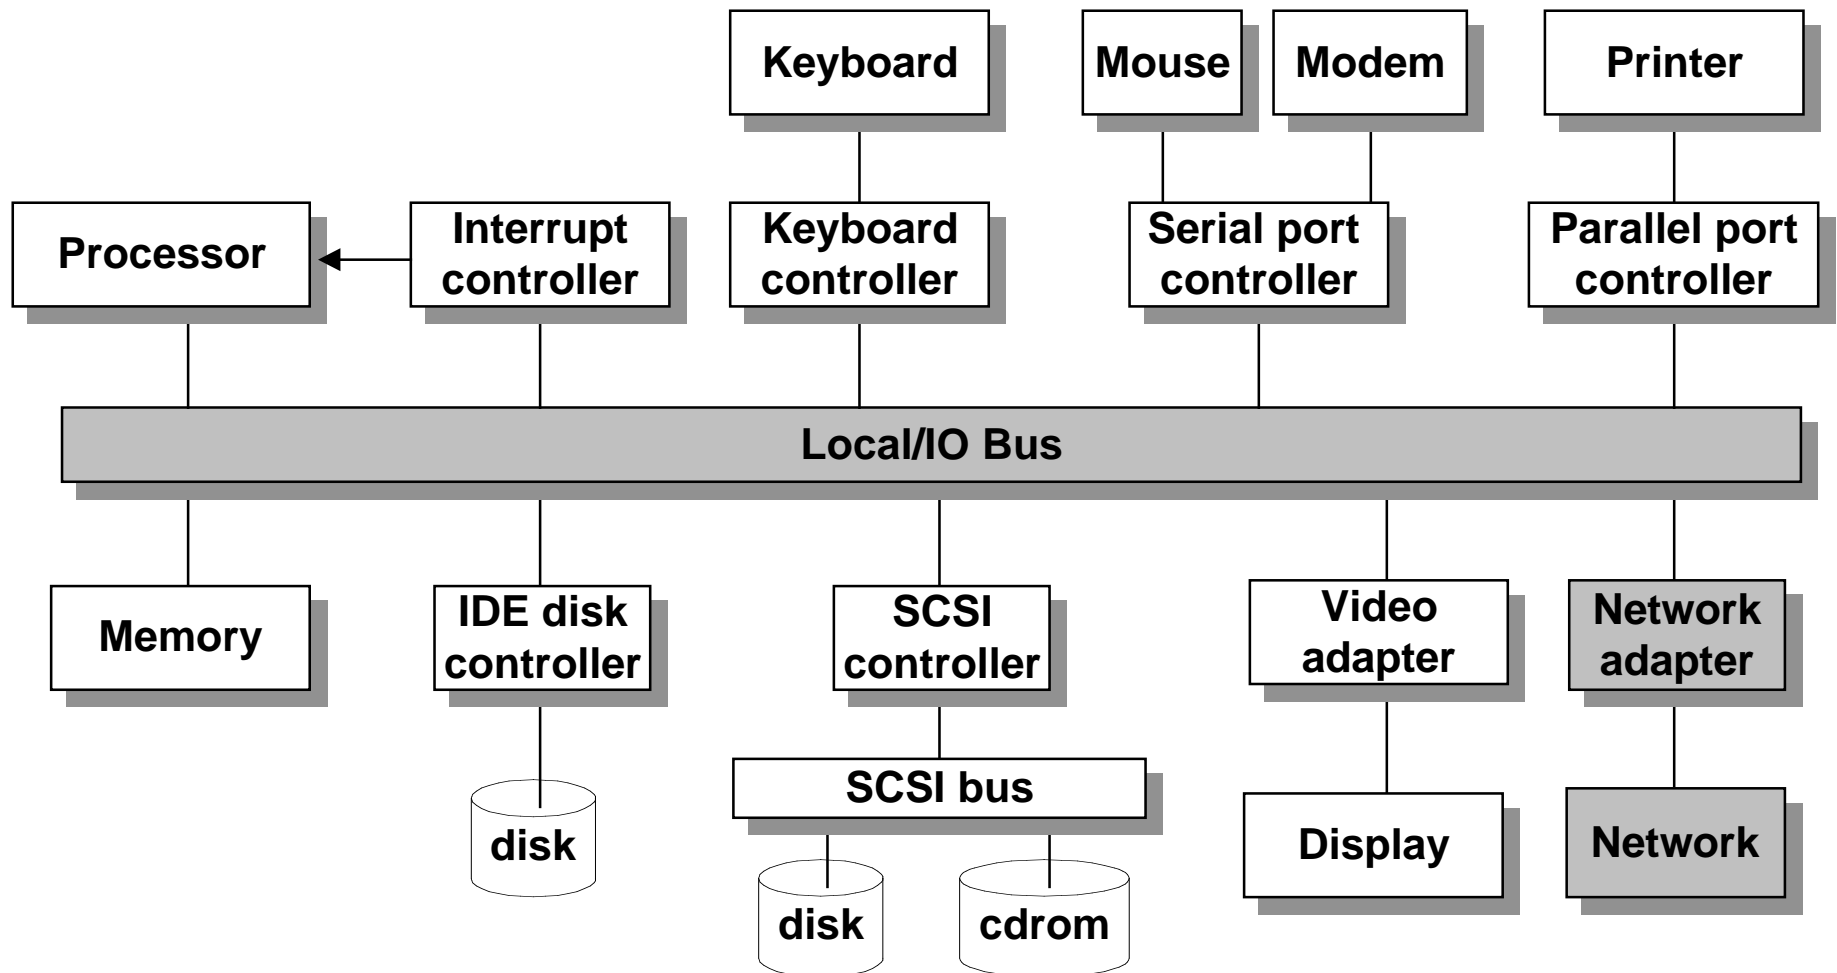 Keyboard
Mouse
Modem
Printer
Processor
Interrupt
controller
Keyboard
controller
Serial port
controller
Parallel port
controller
Local/IO Bus
Memory
IDE disk
controller
SCSI
controller
Video
adapter
Network
adapter
SCSI bus
disk
Display
Network
disk
cdrom